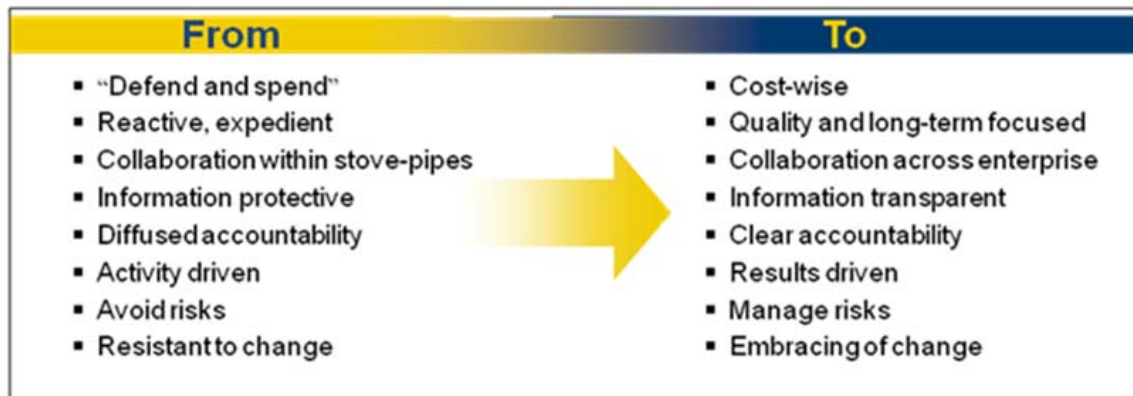 From
“Defend and spend”
Reactive, expedient
Collaboration within stove-pipes
Information protective
Diffused accountability
Activity driven
Avoid risks
Resistant to change
To
Cost-wise
Quality and long-term focused
Collaboration across enterprise
Information transparent
Clear accountability
Results driven
Manage risks
Embracing of change